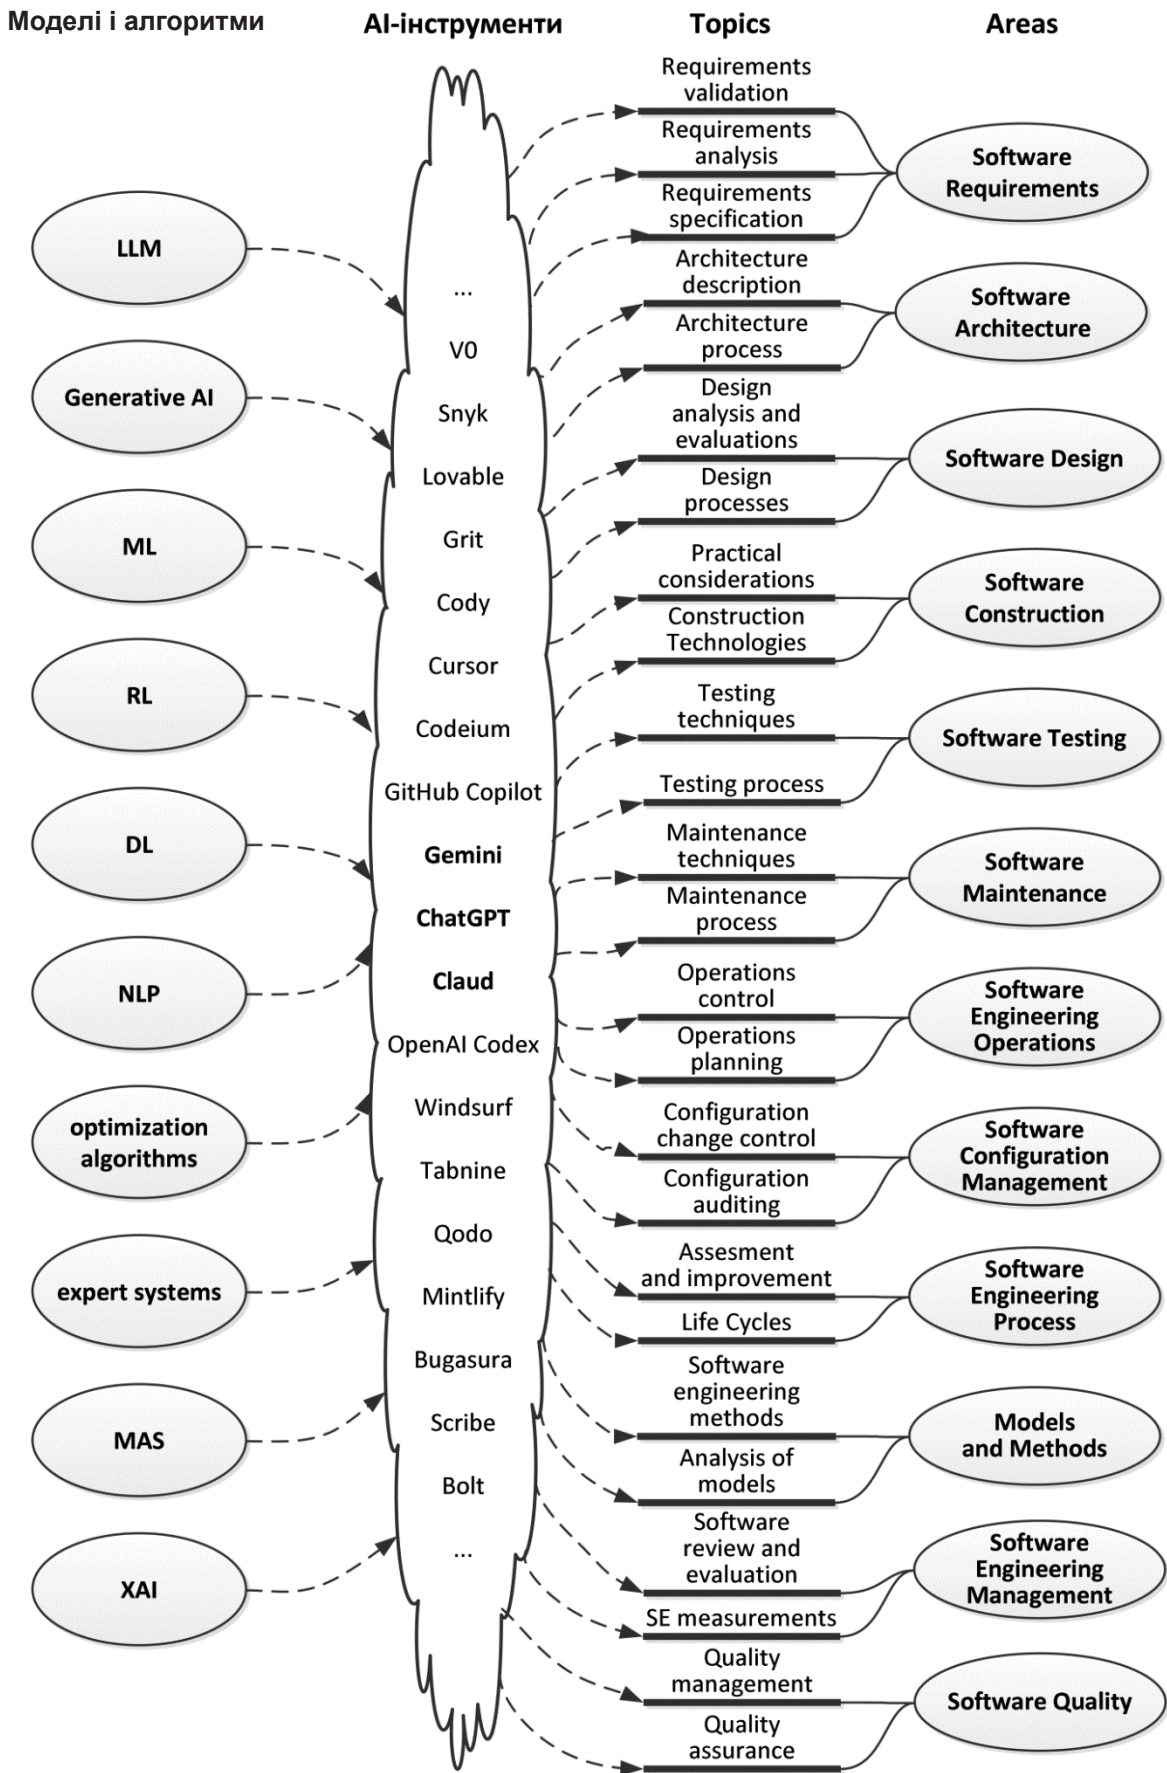 Моделі і алгоритми
АІ-інструменти
Topics
Areas
LLM
Generative AI
ML
RL
DL
NLP
optimization
algorithms
expert systems
MAS
XAI
...
V0
Snyk
Lovable
Grit
Cody
Cursor
Codeium
GitHub Copilot
Gemini
ChatGPT
Claud
OpenAI Codex
Windsurf
Tabnine
Qodo
Mintlify
Bugasura
Scribe
Bolt
...
Requirements
validation
Requirements
analysis
Requirements
specification
Architecture
description
Architecture
process
Design
analysis and
evaluations
Design
processes
Practical
considerations
Construction
Technologies
Testing
techniques
Testing process
Maintenance
techniques
Maintenance
process
Operations
control
Operations
planning
Configuration
change control
Configuration
auditing
Assesment
and improvement
Life Cycles
Software
engineering
methods
Analysis of
models
Software
review and
evaluation
SE measurements
Quality
management
Quality
assurance
Software
Requirements
Software
Architecture
Software Design
Software
Construction
Software Testing
Software
Maintenance
Software
Engineering
Operations
Software
Configuration
Management
Software
Engineering
Process
Models
and Methods
Software
Engineering
Management
Software Quality